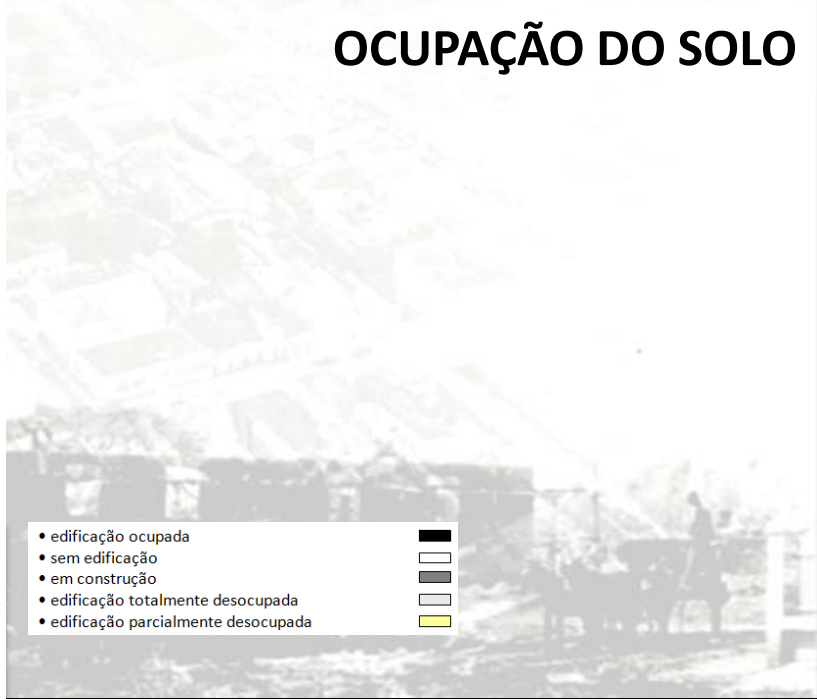 OCUPAÇÃO DO SOLO
• edificação ocupada
• sem edificação
• em construção
• edificação totalmente desocupada
• edificação parcialmente desocupada